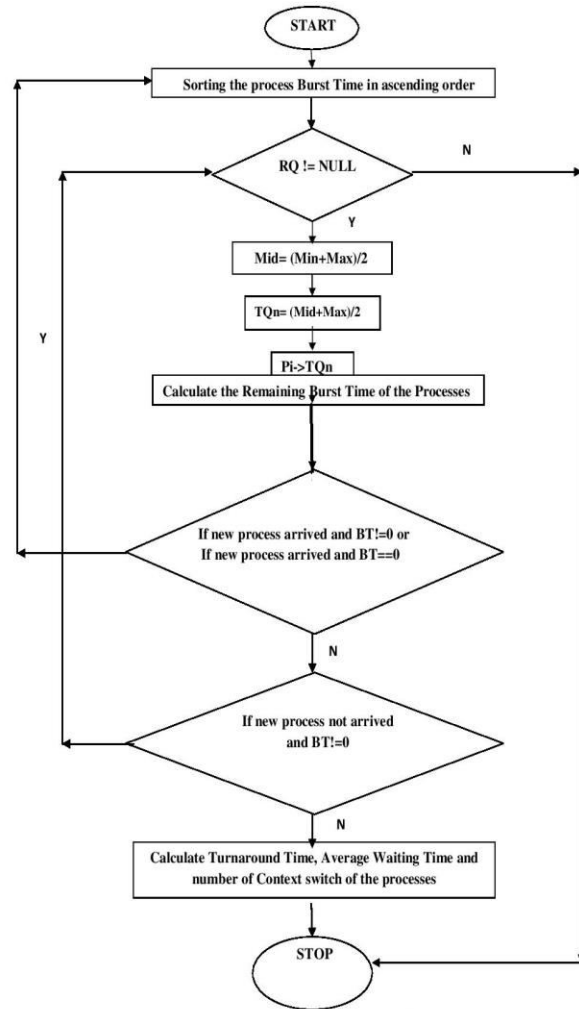 START
Sorting the process Burst Time in ascending order
RQ != NULL
N
Y
Mid= (Min+Max)/2
TQn= (Mid+Max)/2
Y
Pi->TQn
Calculate the Remaining Burst Time of the Processes
If new process arrived and BT!=0 or
If new process arrived and BT==0
N
If new process not arrived
and BT!=0
N
Calculate Turnaround Time, Average Waiting Time and
number of Context switch of the processes
STOP